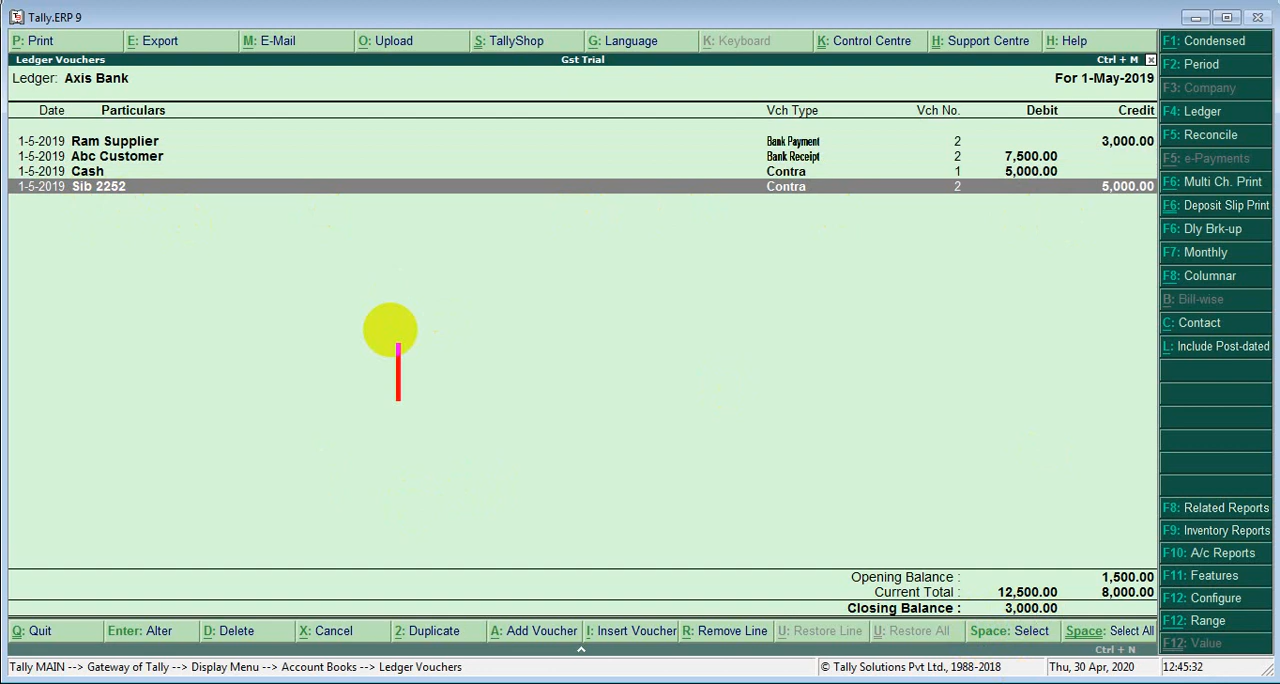 Tally.ERP 9
P: Print E: Export M: E-Mail O: Upload S: TallyShop G: Language K: Keyboard K: Control Centre H: Support Centre H: Help
Ledger Vouchers Gst Trial Ctrl + M
Ledger: Axis Bank For 1-May-2019
Date Particulars Vch Type Vch No. Debit Credit
1-5-2019 Ram Supplier Bank Payment 2 3,000.00
1-5-2019 Abc Customer Bank Receipt 2 7,500.00
1-5-2019 Cash Contra 1 5,000.00
1-5-2019 Sib 2252 Contra 2 5,000.00
Opening Balance : 1,500.00
Current Total : 12,500.00 8,000.00
Closing Balance : 3,000.00
F1: Condensed
F2: Period
F3: Company
F4: Ledger
F5: Reconcile
F5: e-Payments
F6: Multi Ch. Print
F6: Deposit Slip Print
F6: Dly Brk-up
F7: Monthly
F8: Columnar
B: Bill-wise
C: Contact
L: Include Post-dated
F8: Related Reports
F9: Inventory Reports
F10: A/c Reports
F11: Features
F12: Configure
F12: Range
F12: Value
Q: Quit Enter: Alter D: Delete X: Cancel 2: Duplicate A: Add Voucher I: Insert Voucher R: Remove Line U: Restore Line U: Restore All Space: Select Space: Select All
Ctrl + N
Tally MAIN --> Gateway of Tally --> Display Menu --> Account Books --> Ledger Vouchers © Tally Solutions Pvt Ltd., 1988-2018 Thu, 30 Apr, 2020 12:45:32